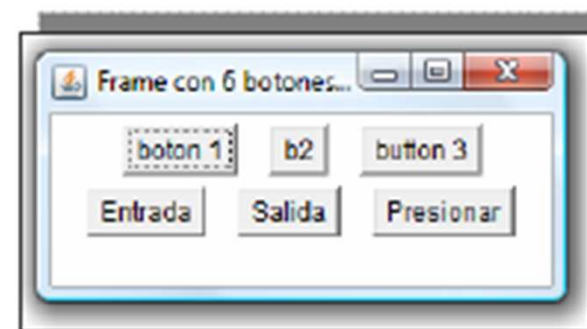 Frame con 6 botones...
boton 1 b2 button 3
Entrada Salida Presionar